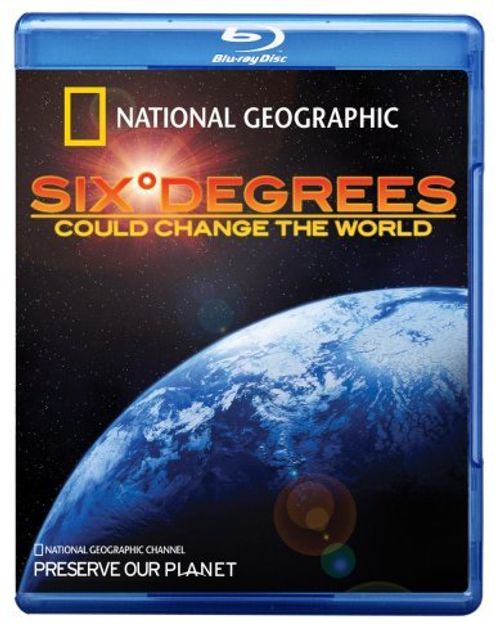 Blu-ray Disc
NATIONAL GEOGRAPHIC
SIX°DEGREES
COULD CHANGE THE WORLD
NATIONAL GEOGRAPHIC CHANNEL
PRESERVE OUR PLANET